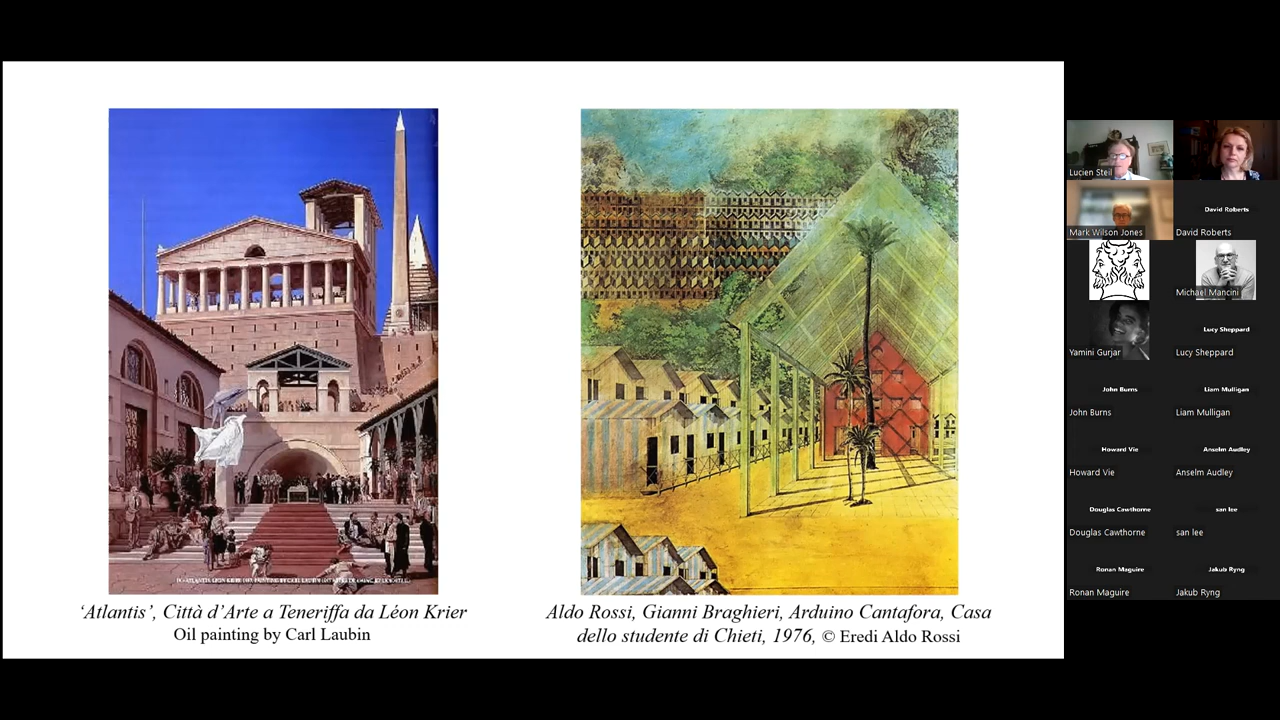 ‘Atlantis’, Città d’Arte a Teneriffa da Léon Krier
Oil painting by Carl Laubin
Aldo Rossi, Gianni Braghieri, Arduino Cantafora, Casa
dello studente di Chieti, 1976, © Eredi Aldo Rossi
Lucien Steil
Mark Wilson Jones
David Roberts
David Roberts
Michael Mancini
Yamini Gurjar
Lucy Sheppard
Lucy Sheppard
John Burns
John Burns
Liam Mulligan
Liam Mulligan
Howard Vie
Howard Vie
Anselm Audley
Anselm Audley
Douglas Cawthorne
Douglas Cawthorne
san lee
san lee
Ronan Maguire
Ronan Maguire
Jakub Ryng
Jakub Ryng